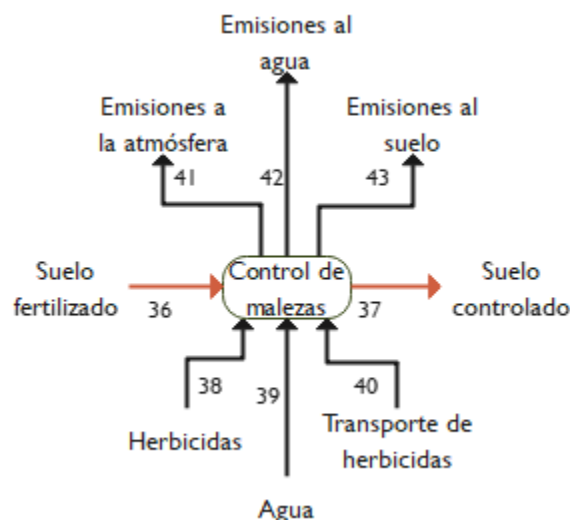 Emisiones al
agua
Emisiones a
la atmósfera
Emisiones al
suelo
41
42
43
Suelo
fertilizado
36
Control de
malezas
37
Suelo
controlado
38
39
40
Herbicidas
Transporte de
herbicidas
Agua